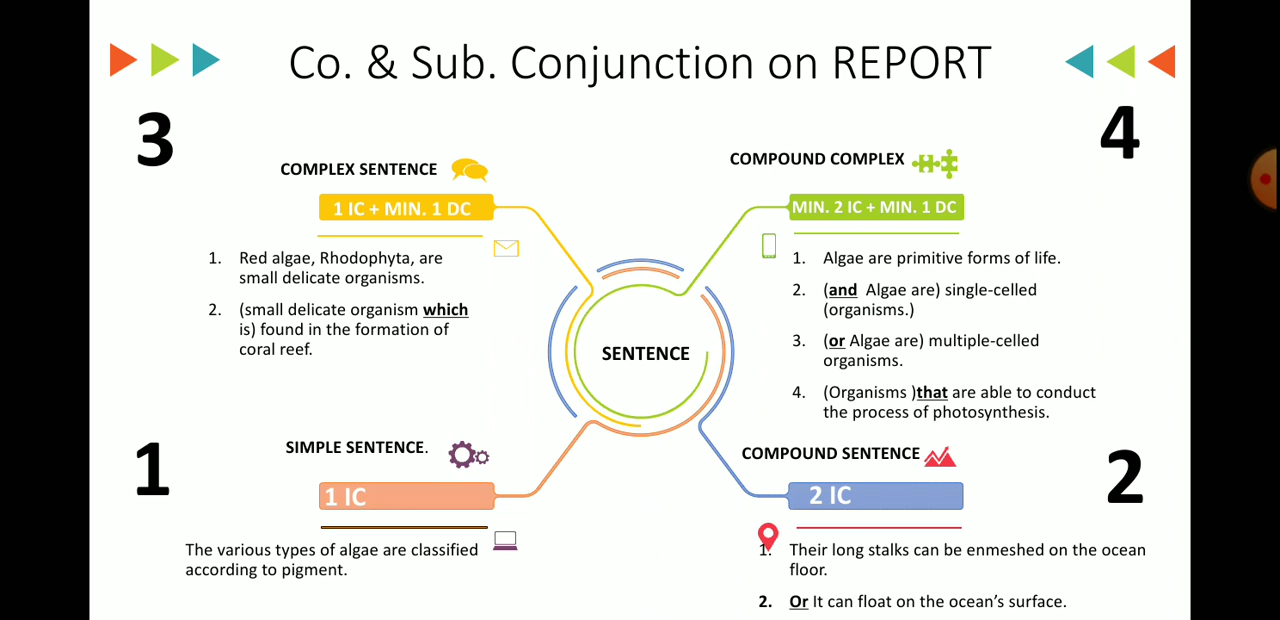 Co. & Sub. Conjunction on REPORT
3
COMPLEX SENTENCE
1 IC + MIN. 1 DC
1. Red algae, Rhodophyta, are
small delicate organisms.
2. (small delicate organism which
is) found in the formation of
coral reef.
4
COMPOUND COMPLEX
MIN. 2 IC + MIN. 1 DC
1. Algae are primitive forms of life.
2. (and Algae are) single-celled
(organisms.)
3. (or Algae are) multiple-celled
organisms.
4. (Organisms )that are able to conduct
the process of photosynthesis.
SENTENCE
1
SIMPLE SENTENCE.
1 IC
The various types of algae are classified
according to pigment.
2
COMPOUND SENTENCE
2 IC
1. Their long stalks can be enmeshed on the ocean
floor.
2. Or It can float on the ocean’s surface.